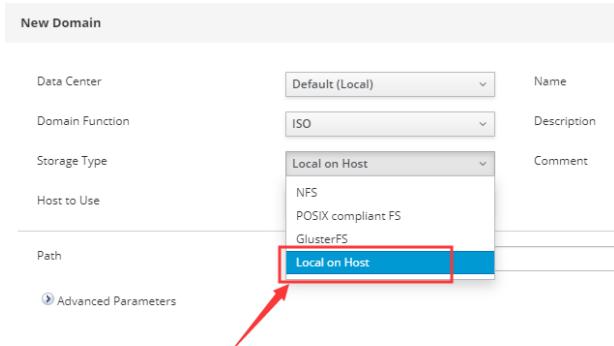 New Domain
Data Center Default (Local) Name
Domain Function ISO Description
Storage Type Local on Host Comment
Host to Use NFS
POSIX compliant FS
GlusterFS
Path Local on Host
Advanced Parameters